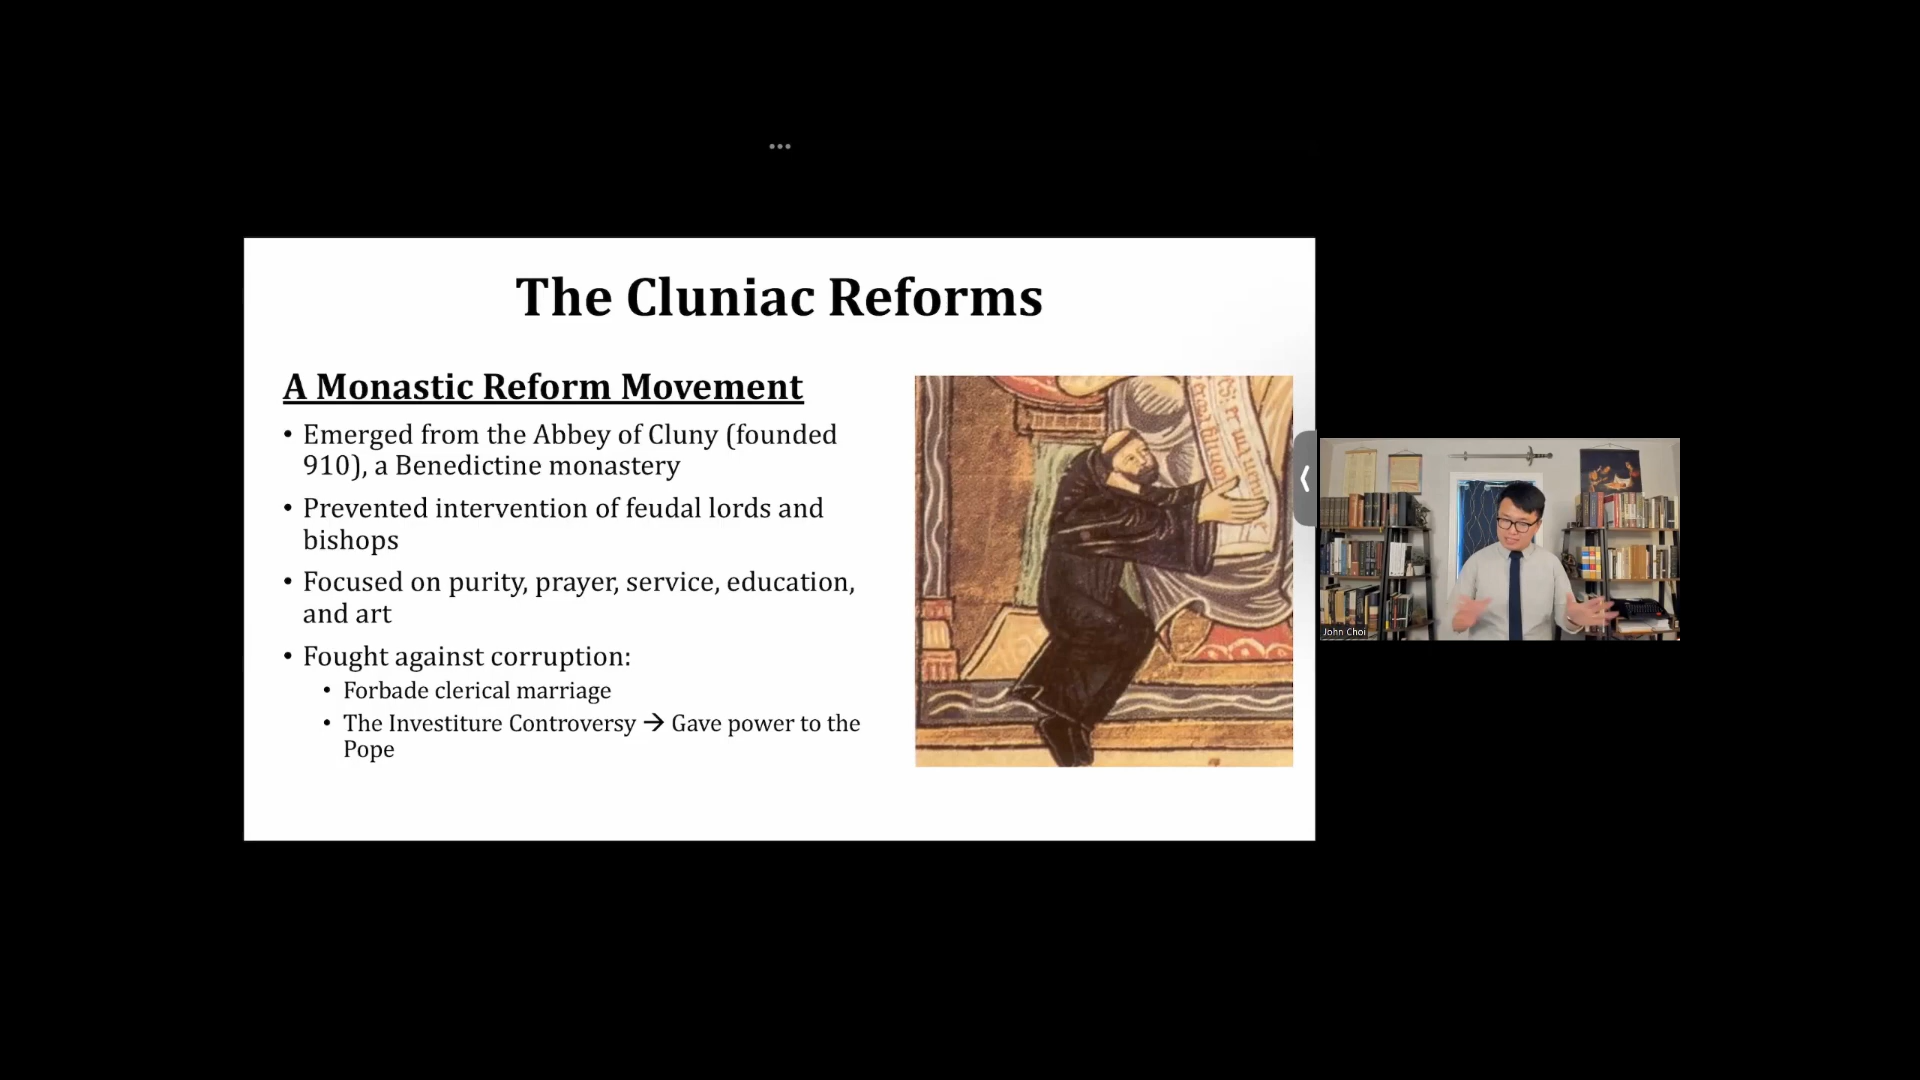 The Cluniac Reforms
A Monastic Reform Movement
• Emerged from the Abbey of Cluny (founded
910), a Benedictine monastery
• Prevented intervention of feudal lords and
bishops
• Focused on purity, prayer, service, education,
and art
• Fought against corruption:
• Forbade clerical marriage
• The Investiture Controversy → Gave power to the
Pope
John Choi